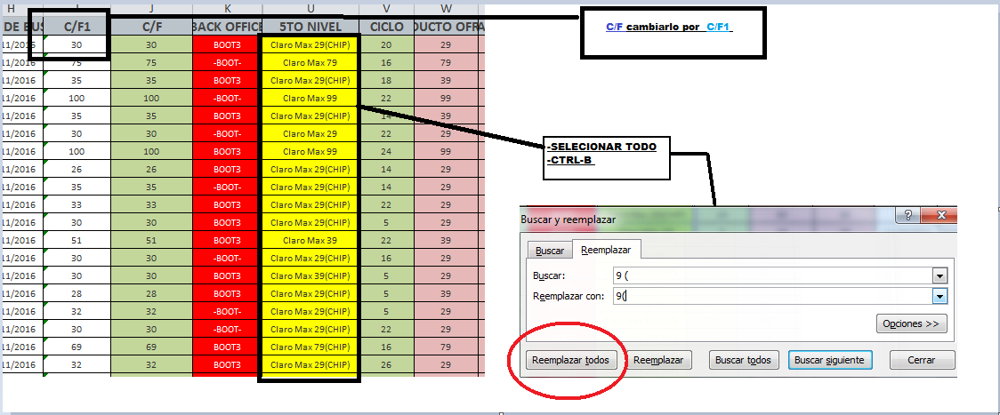 H J K U V W
DE BUS C/F1 C/F BACK OFFICE 5TO NIVEL CICLO DUCTO OFR
11/2016 30 30 BOOT3 Claro Max 29(CHIP) 20 29
11/2016 75 75 -BOOT- Claro Max 79 16 79
11/2016 35 35 BOOT3 Claro Max 29(CHIP) 18 39
11/2016 100 100 -BOOT- Claro Max 99 22 99
11/2016 35 35 BOOT3 Claro Max 29(CHIP) 14 39
11/2016 30 30 -BOOT- Claro Max 29 22 29
11/2016 100 100 BOOT3 Claro Max 99 24 99
11/2016 26 26 BOOT3 Claro Max 29(CHIP) 14 29
11/2016 35 35 -BOOT- Claro Max 29(CHIP) 14 29
11/2016 33 33 BOOT3 Claro Max 29(CHIP) 22 29
11/2016 30 30 BOOT3 Claro Max 29(CHIP) 5 29
11/2016 51 51 BOOT3 Claro Max 39 22 39
11/2016 30 30 -BOOT- Claro Max 29(CHIP) 16 29
11/2016 30 30 BOOT3 Claro Max 39(CHIP) 5 39
11/2016 28 28 BOOT3 Claro Max 39(CHIP) 5 39
11/2016 32 32 -BOOT- Claro Max 29(CHIP) 5 29
11/2016 30 30 -BOOT- Claro Max 29(CHIP) 22 29
11/2016 69 69 BOOT3 Claro Max 79(CHIP) 16 79
11/2016 32 32 BOOT3 Claro Max 29(CHIP) 26 29
C/F cambiarlo por C/F1
-SELECIONAR TODO
-CTRL-B
Buscar y reemplazar
Buscar Reemplazar
Buscar: 9 (
Reemplazar con: 9(
Opciones >>
Reemplazar todos Reemplazar Buscar todos Buscar siguiente Cerrar